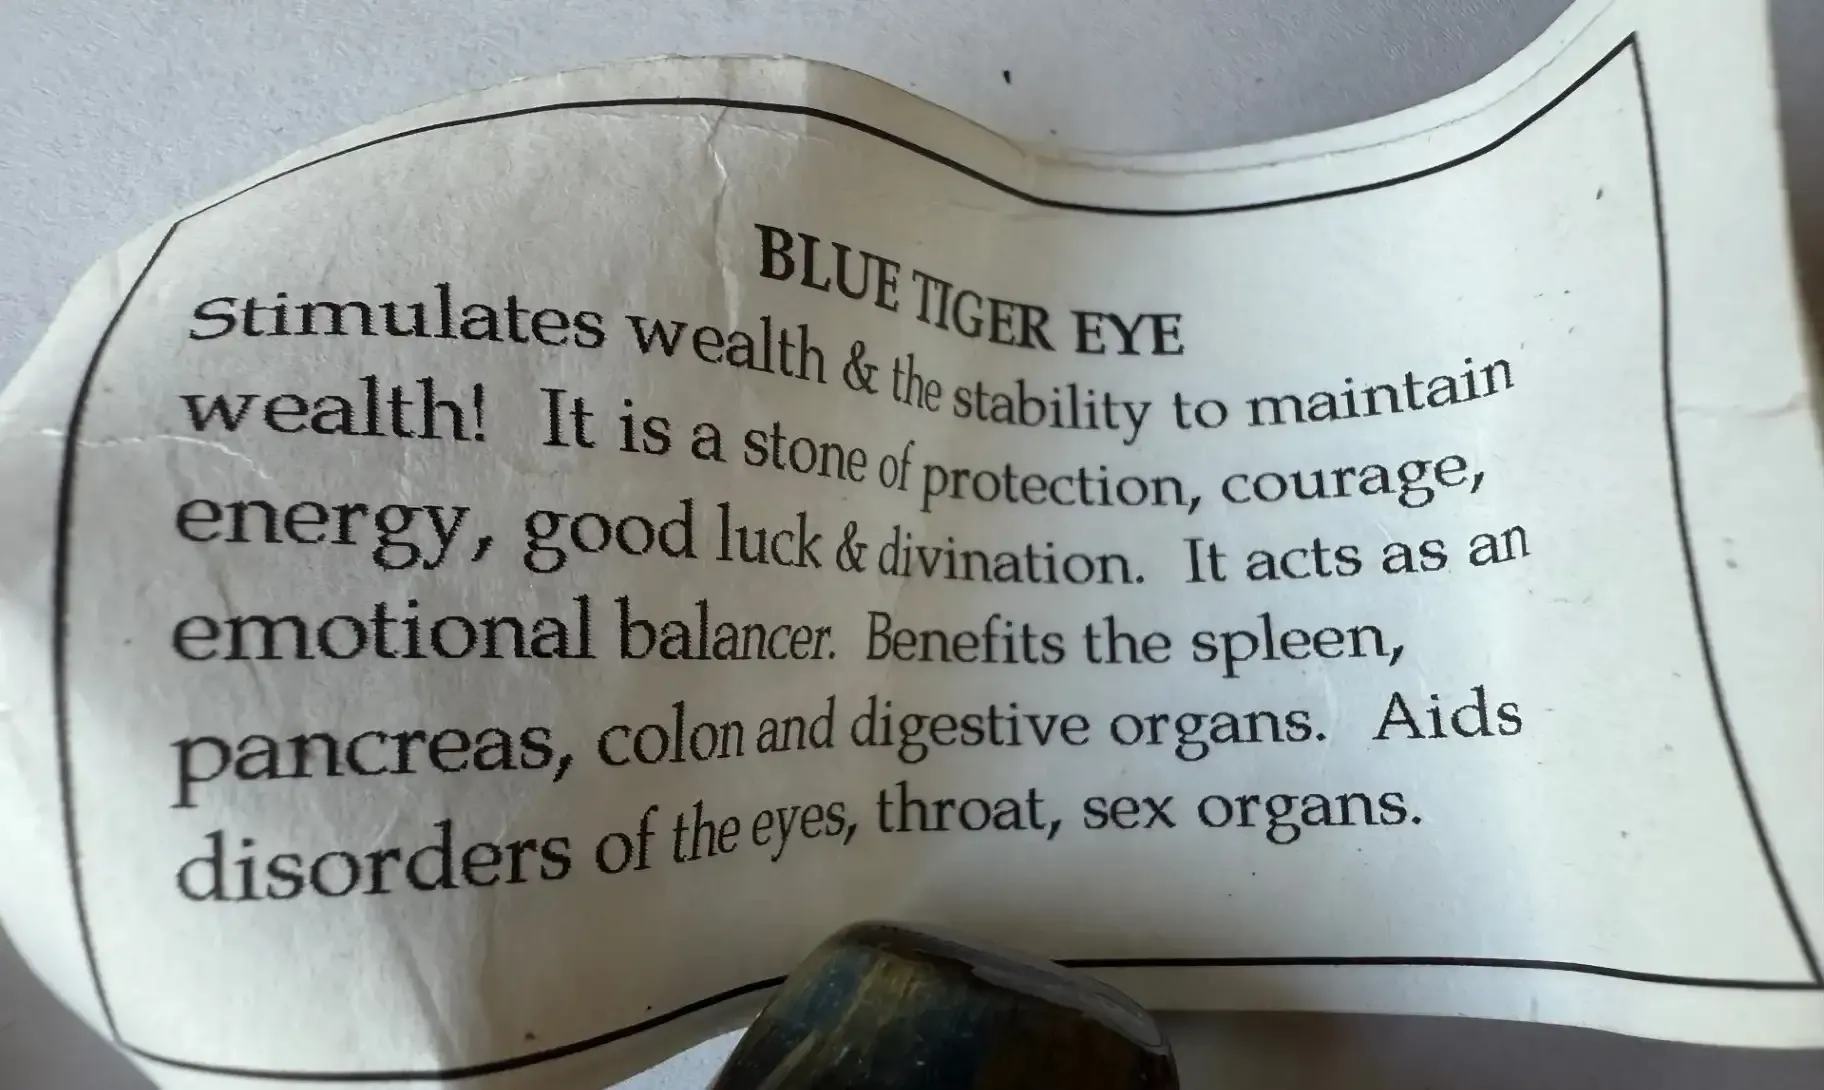 BLUE TIGER EYE
Stimulates wealth & the stability to maintain
wealth! It is a stone of protection, courage,
energy, good luck & divination. It acts as an
emotional balancer. Benefits the spleen,
pancreas, colon and digestive organs. Aids
disorders of the eyes, throat, sex organs.